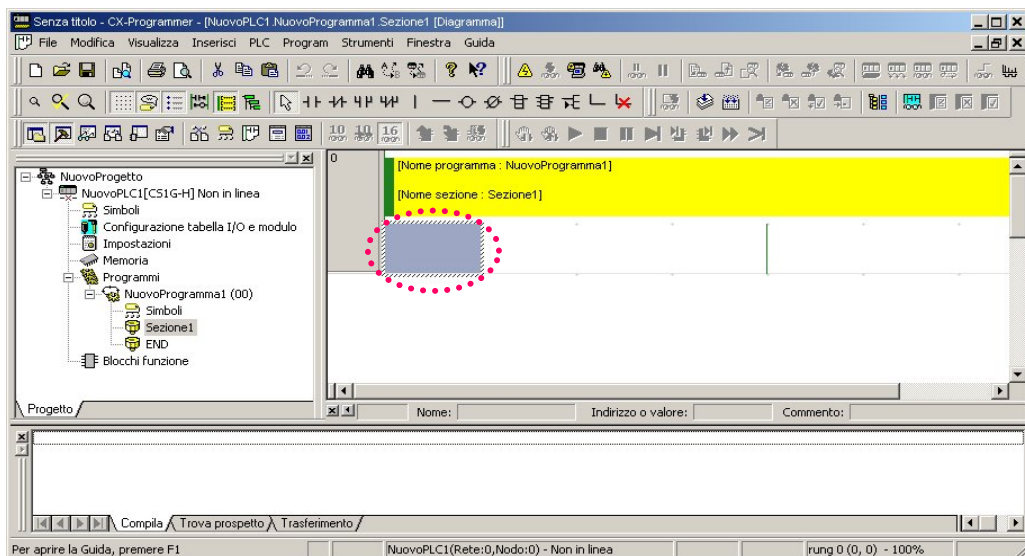 Senza titolo - CX-Programmer - [NuovoPLC1.NuovoProgramma1.Sezione1 [Diagramma]]
File Modifica Visualizza Inserisci PLC Program Strumenti Finestra Guida
10 10 16
NuovoProgetto
NuovoPLC1[CS1G-H] Non in linea
Simboli
Configurazione tabella I/O e modulo
Impostazioni
Memoria
Programmi
NuovoProgramma1 (00)
Simboli
Sezione1
END
Blocchi funzione
Progetto
0
[Nome programma : NuovoProgramma1]
[Nome sezione : Sezione1]
Nome: Indirizzo o valore: Commento:
Compila Trova prospetto Trasferimento
Per aprire la Guida, premere F1 NuovoPLC1(Rete:0,Nodo:0) - Non in linea rung 0 (0, 0) - 100%